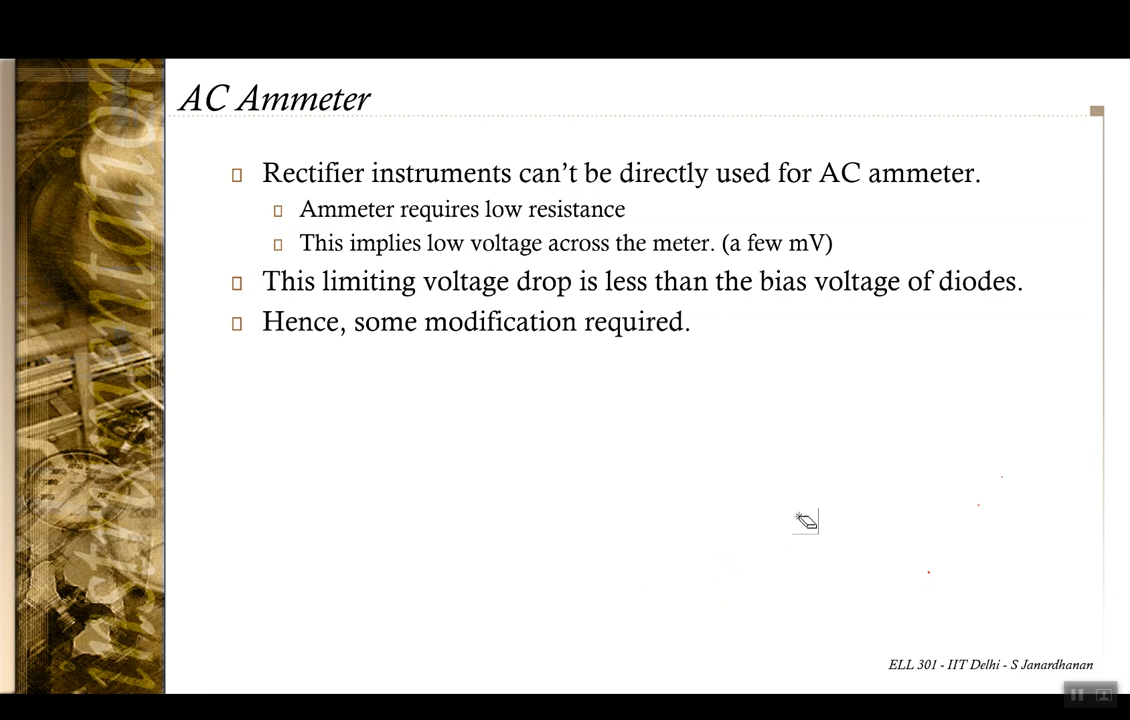 AC Ammeter
Rectifier instruments can't be directly used for AC ammeter.
Ammeter requires low resistance
This implies low voltage across the meter. (a few mV)
This limiting voltage drop is less than the bias voltage of diodes.
Hence, some modification required.
instrumentation
ELL 301 - IIT Delhi - S Janardhanan